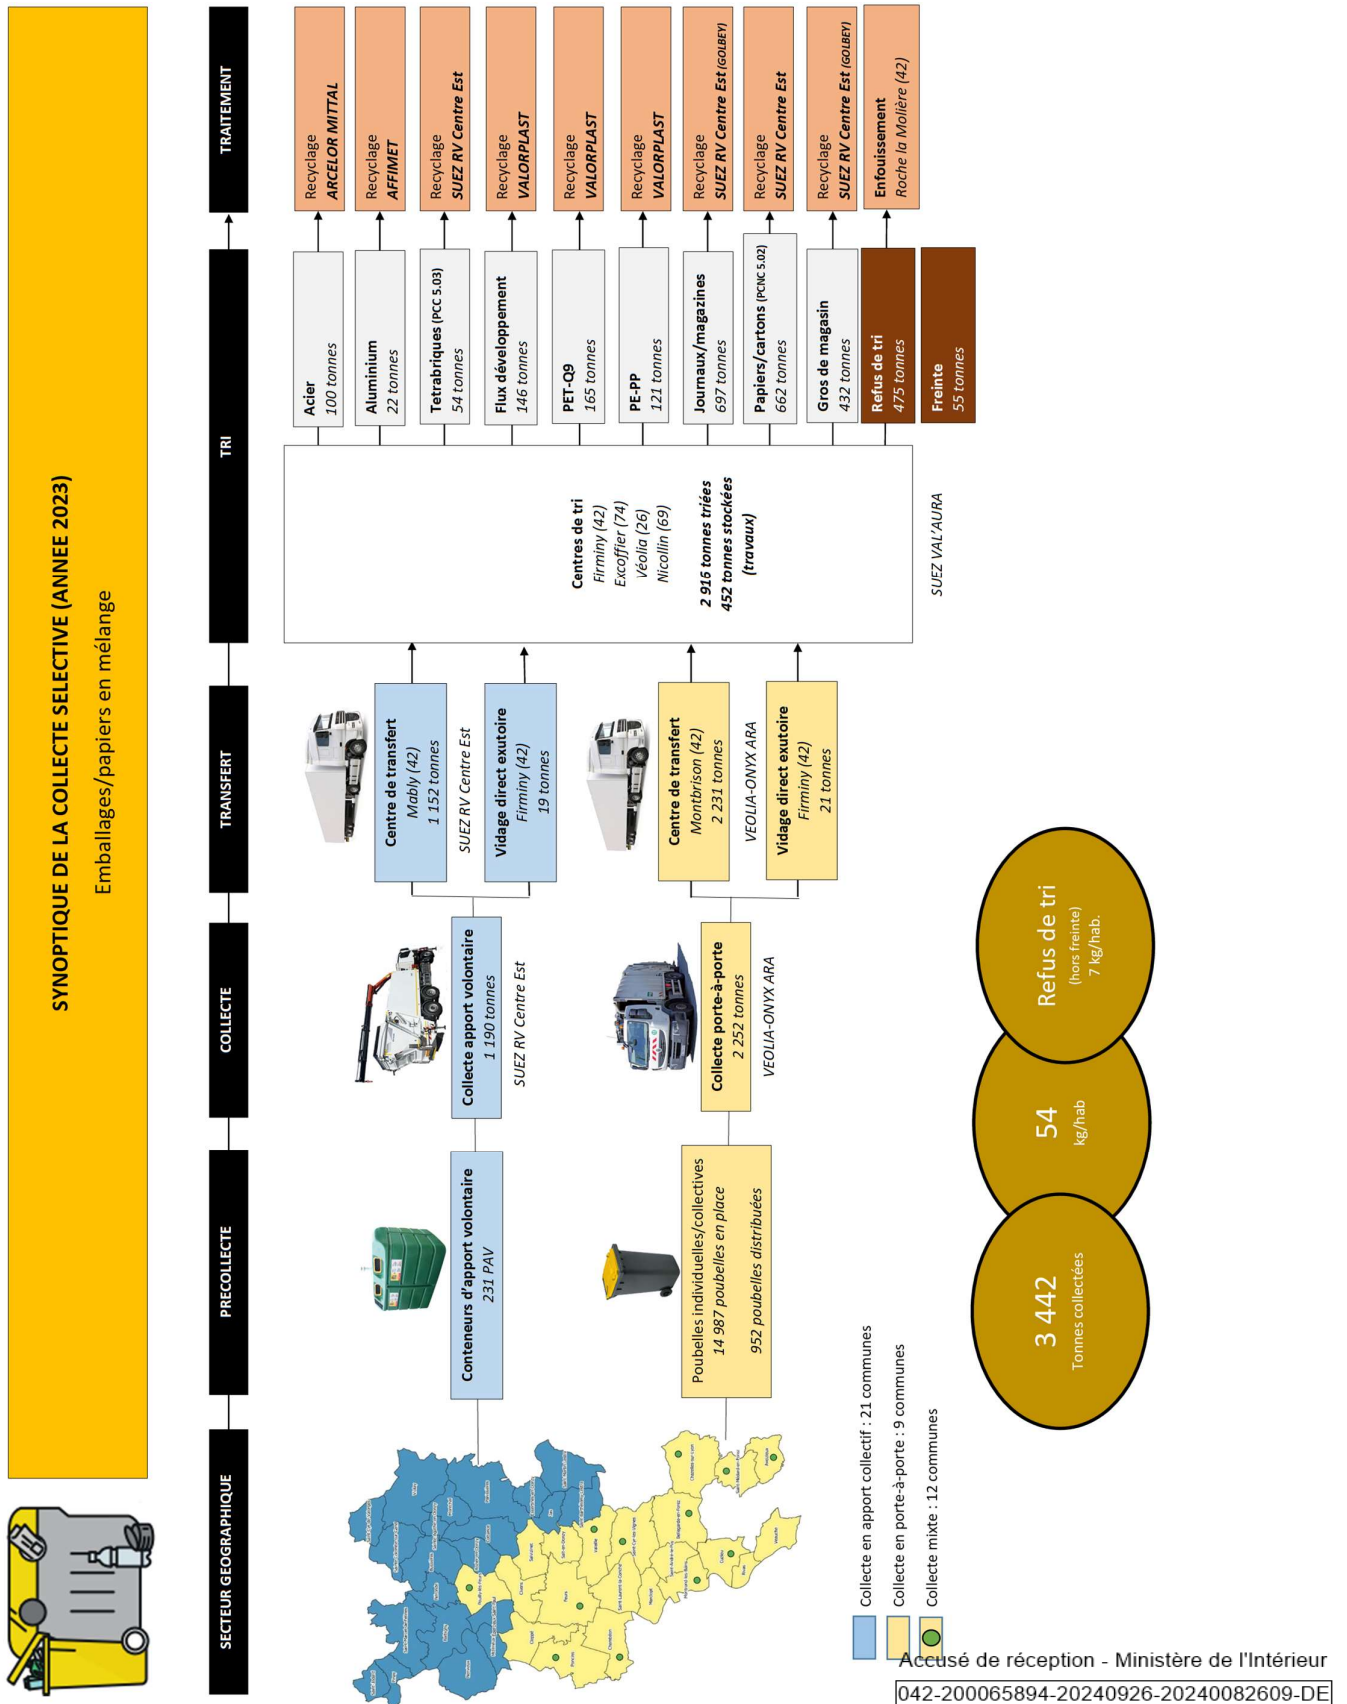 SYNOPTIQUE DE LA COLLECTE SELECTIVE (ANNEE 2023)
Emballages/papiers en mélange
SECTEUR GEOGRAPHIQUE
PRECOLLECTE
COLLECTE
TRANSFERT
TRI
TRAITEMENT
Conteneurs d'apport volontaire
231 PAV
Collecte apport volontaire
1 190 tonnes
SUEZ RV Centre Est
Centre de transfert
Mably (42)
1 152 tonnes
SUEZ RV Centre Est
Vidage direct exutoire
Firminy (42)
19 tonnes
Poubelles individuelles/collectives
14 987 poubelles en place
952 poubelles distribuées
Collecte porte-à-porte
2 252 tonnes
VEOLIA-ONYX ARA
Centre de transfert
Montbrison (42)
2 231 tonnes
VEOLIA-ONYX ARA
Vidage direct exutoire
Firminy (42)
21 tonnes
Centres de tri
Firminy (42)
Excoffier (74)
Véolia (26)
Nicollin (69)
2 916 tonnes triées
452 tonnes stockées
(travaux)
SUEZ VAL'AURA
Acier
100 tonnes
Recyclage
ARCELOR MITTAL
Aluminium
22 tonnes
Recyclage
AFFIMET
Tetrabriques (PCC 5.03)
54 tonnes
Recyclage
SUEZ RV Centre Est
Flux développement
146 tonnes
Recyclage
VALORPLAST
PET-Q9
165 tonnes
Recyclage
VALORPLAST
PE-PP
121 tonnes
Recyclage
VALORPLAST
Journaux/magazines
697 tonnes
Recyclage
SUEZ RV Centre Est (GOLBEY)
Papiers/cartons (PCNC 5.02)
662 tonnes
Recyclage
SUEZ RV Centre Est
Gros de magasin
432 tonnes
Recyclage
SUEZ RV Centre Est (GOLBEY)
Refus de tri
475 tonnes
Enfouissement
Roche la Molière (42)
Freinte
55 tonnes
Collecte en apport collectif : 21 communes
Collecte en porte-à-porte : 9 communes
Collecte mixte : 12 communes
3 442
Tonnes collectées
54
kg/hab
Refus de tri
(hors freinte)
7 kg/hab.
Accusé de réception - Ministère de l'Intérieur
042-200065894-20240926-20240082609-DE